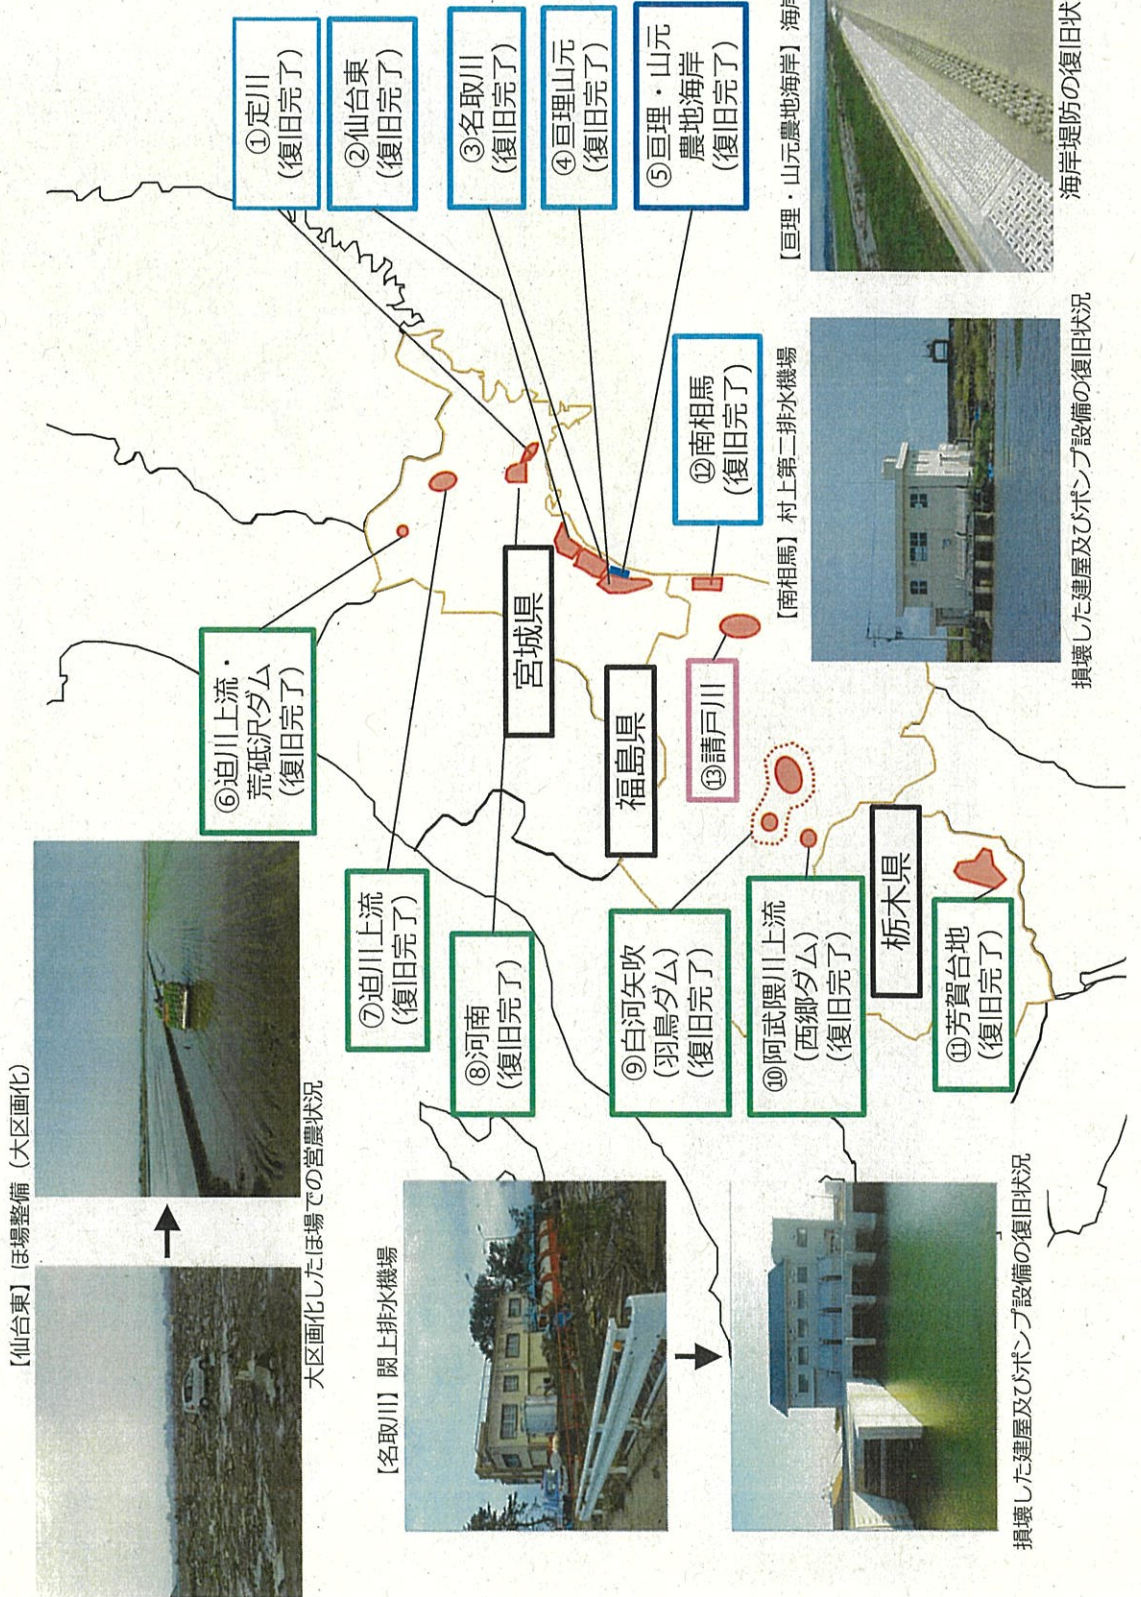 【仙台東】ほ場整備（大区画化）
大区画化したほ場での営農状況
【名取川】閖上排水機場
損壊した建屋及びポンプ設備の復旧状況
⑥迫川上流・
荒砥沢ダム
(復旧完了)
⑦迫川上流
(復旧完了)
⑧河南
(復旧完了)
⑨白河矢吹
(羽鳥ダム)
(復旧完了)
⑩阿武隈川上流
(西郷ダム)
(復旧完了)
⑪芳賀台地
(復旧完了)
宮城県
福島県
栃木県
①定川
(復旧完了)
②仙台東
(復旧完了)
③名取川
(復旧完了)
④亘理山元
(復旧完了)
⑤亘理・山元
農地海岸
(復旧完了)
⑫南相馬
(復旧完了)
⑬請戸川
【南相馬】村上第二排水機場
損壊した建屋及びポンプ設備の復旧状況
【亘理・山元農地海岸】海岸
海岸堤防の復旧状